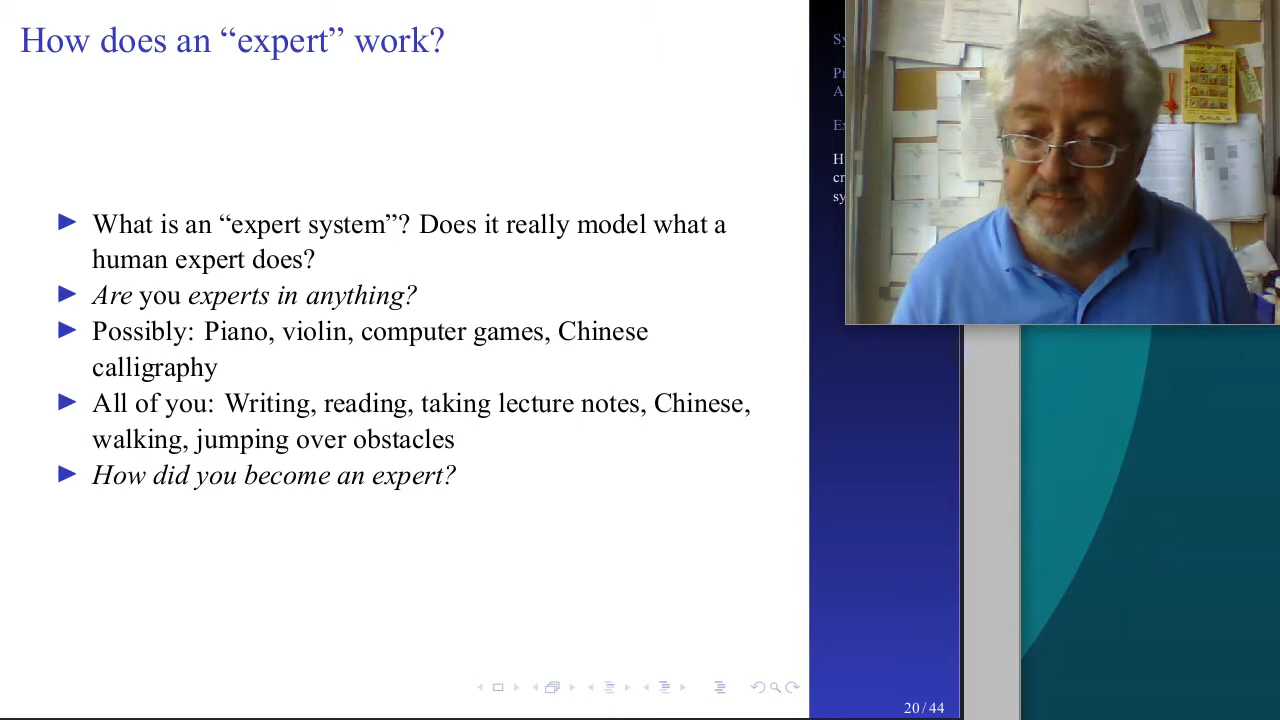 How does an “expert” work?
What is an “expert system”? Does it really model what a
human expert does?
Are you experts in anything?
Possibly: Piano, violin, computer games, Chinese
calligraphy
All of you: Writing, reading, taking lecture notes, Chinese,
walking, jumping over obstacles
How did you become an expert?
20 / 44